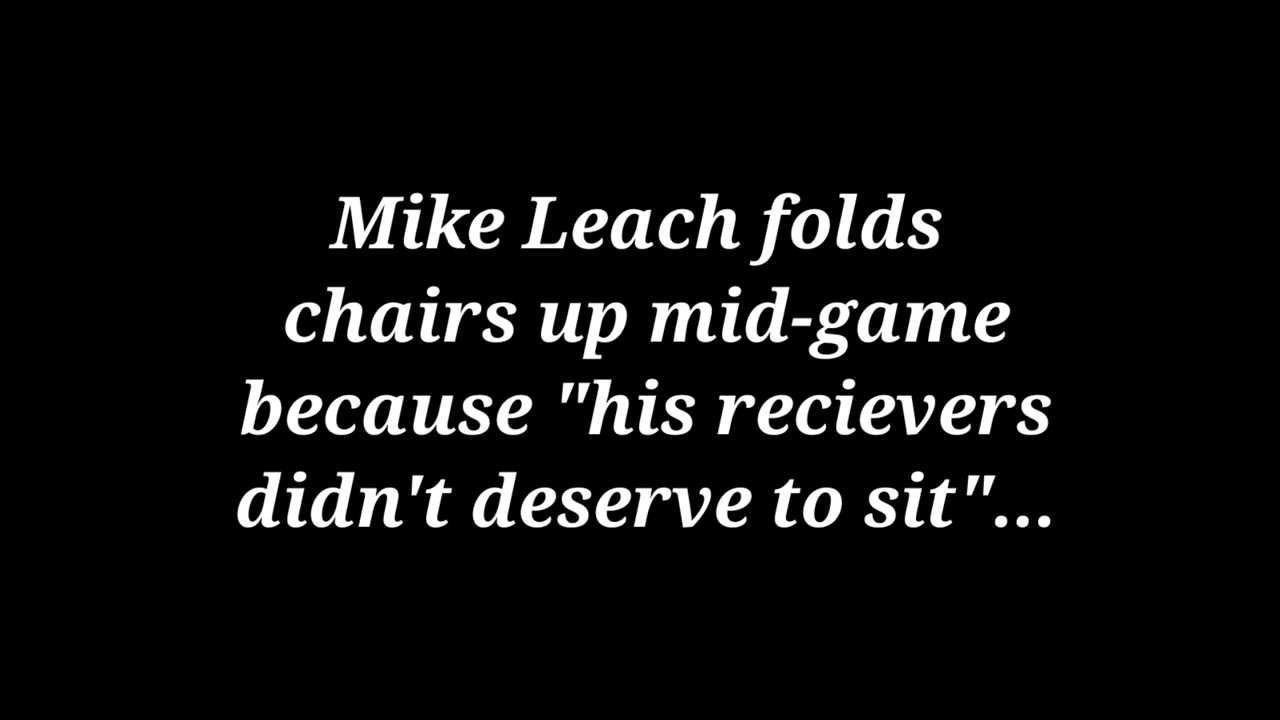 Mike Leach folds
chairs up mid-game
because "his recievers
didn't deserve to sit"...